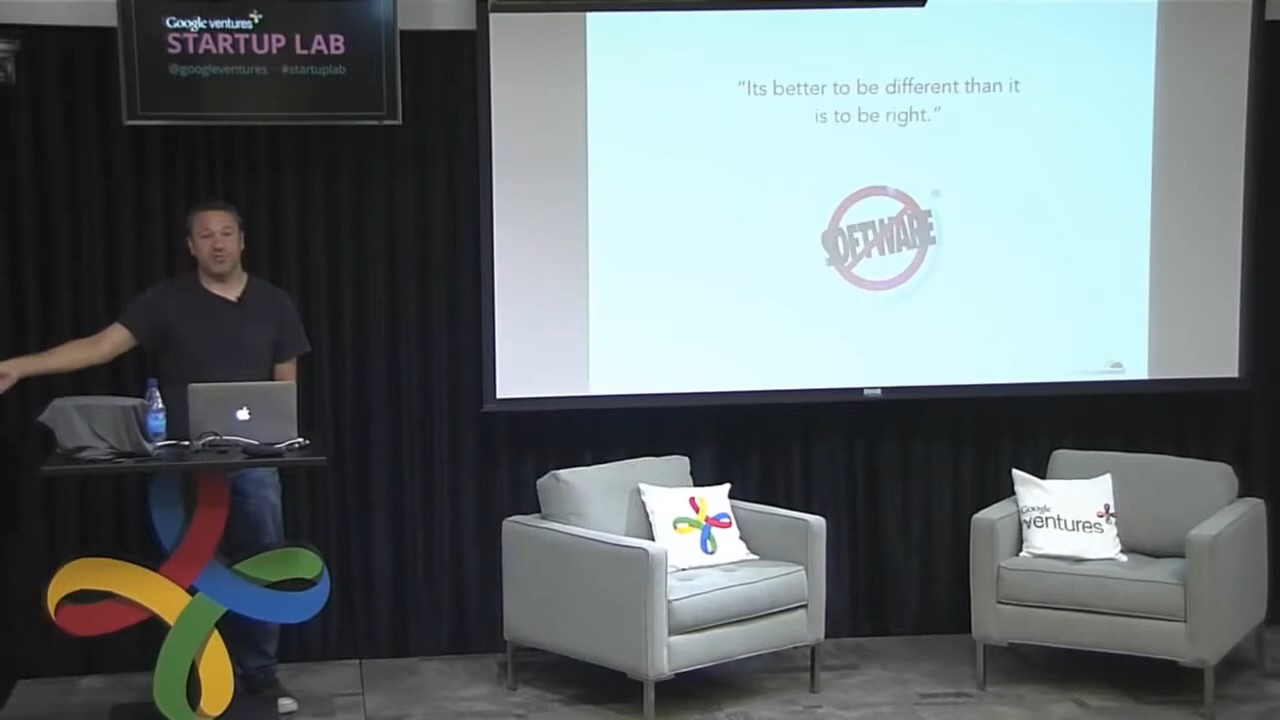 Google ventures
STARTUP LAB
@googleventures - #startuplab
“Its better to be different than it
is to be right.”
SOFTWARE
Google
ventures